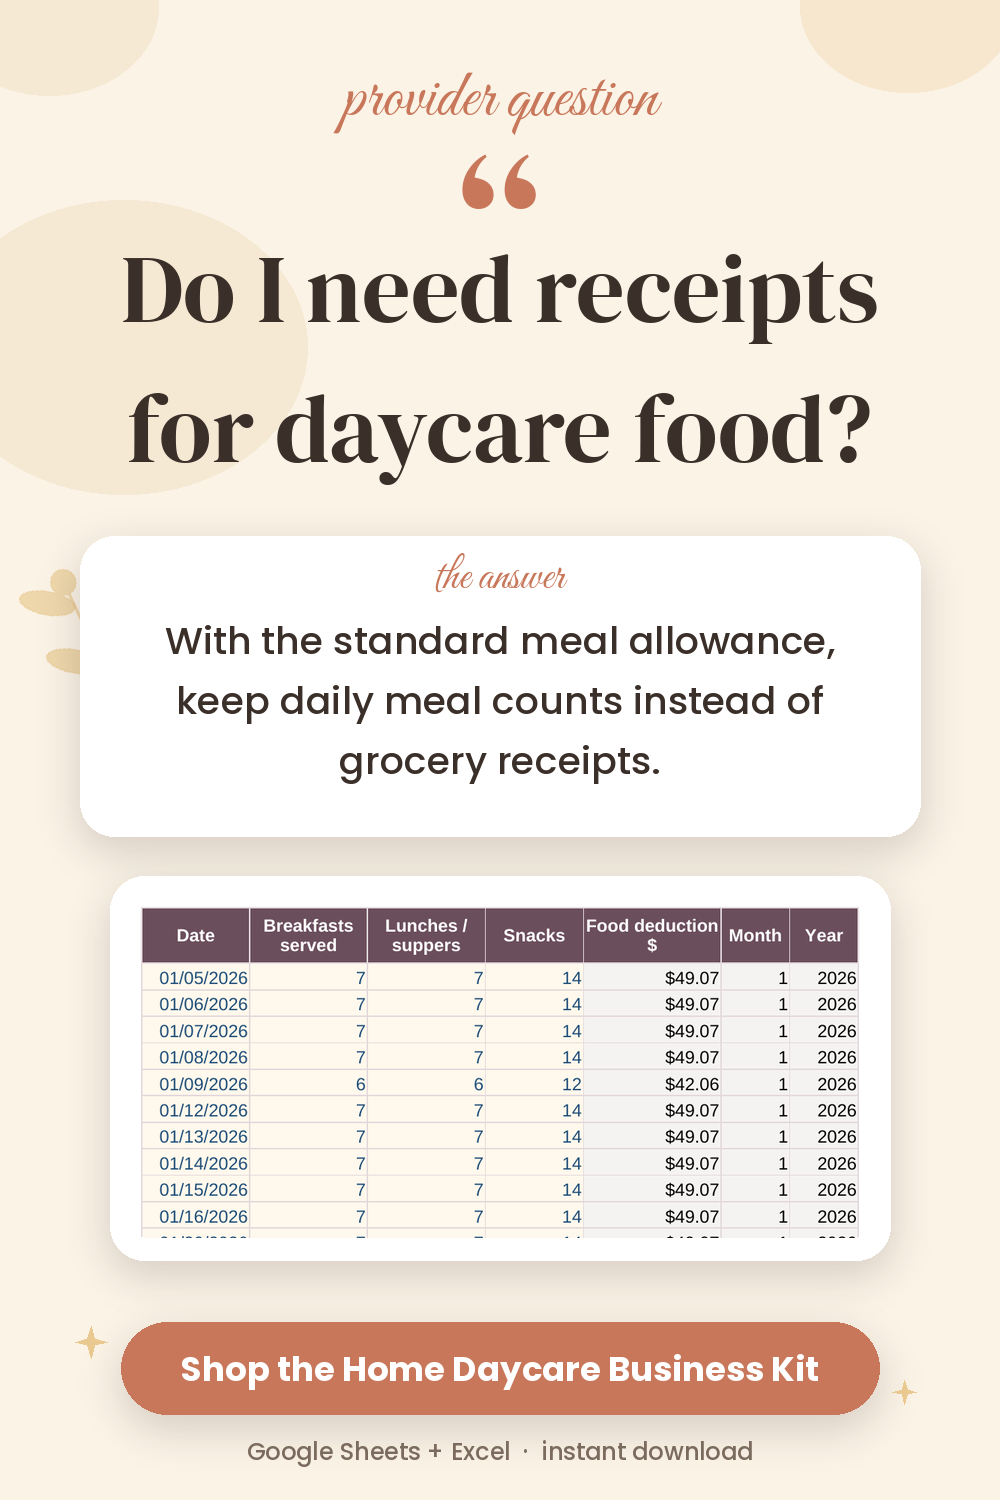 provider question
“
Do I need receipts
for daycare food?
the answer
With the standard meal allowance,
keep daily meal counts instead of
grocery receipts.
Date Breakfasts served Lunches / suppers Snacks Food deduction $ Month Year
01/05/2026 7 7 14 $49.07 1 2026
01/06/2026 7 7 14 $49.07 1 2026
01/07/2026 7 7 14 $49.07 1 2026
01/08/2026 7 7 14 $49.07 1 2026
01/09/2026 6 6 12 $42.06 1 2026
01/12/2026 7 7 14 $49.07 1 2026
01/13/2026 7 7 14 $49.07 1 2026
01/14/2026 7 7 14 $49.07 1 2026
01/15/2026 7 7 14 $49.07 1 2026
01/16/2026 7 7 14 $49.07 1 2026
Shop the Home Daycare Business Kit
Google Sheets + Excel · instant download